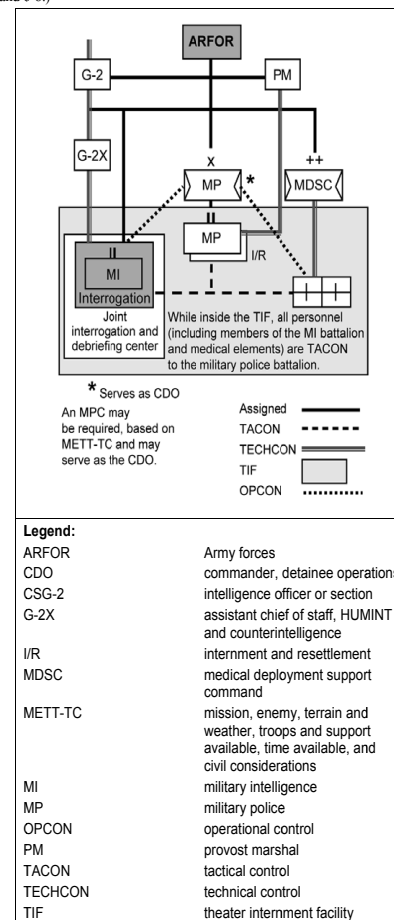 and 5-8.)
ARFOR
G-2
PM
G-2X
X
MP
*
++
MDSC
MP
I/R
MI
Interrogation
Joint
interrogation and
debriefing center
While inside the TIF, all personnel
(including members of the MI battalion
and medical elements) are TACON
to the military police battalion.
* Serves as CDO
An MPC may
be required, based on
METT-TC and may
serve as the CDO.
Assigned
TACON
TECHCON
TIF
OPCON
Legend:
ARFOR Army forces
CDO commander, detainee operations
CSG-2 intelligence officer or section
G-2X assistant chief of staff, HUMINT
and counterintelligence
I/R internment and resettlement
MDSC medical deployment support
command
METT-TC mission, enemy, terrain and
weather, troops and support
available, time available, and
civil considerations
MI military intelligence
MP military police
OPCON operational control
PM provost marshal
TACON tactical control
TECHCON technical control
TIF theater internment facility